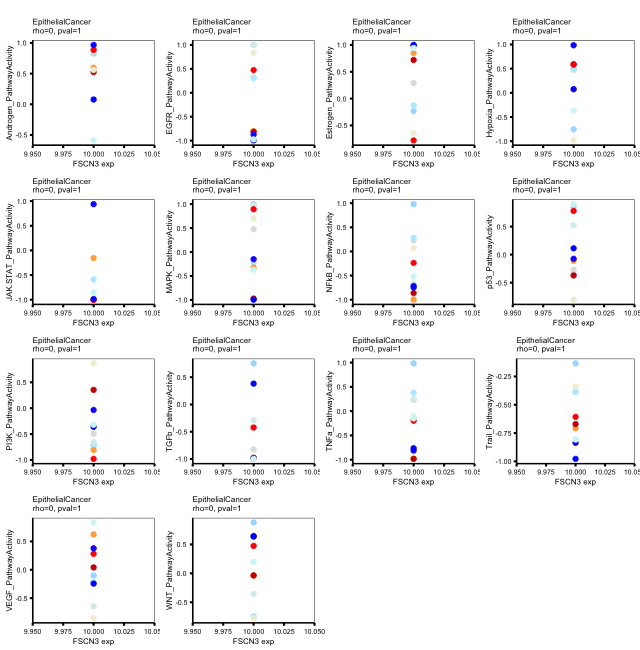 EpithelialCancer
rho=0, pval=1
Androgen_PathwayActivity
1.0
0.5
0.0
-0.5
9.950 9.975 10.000 10.025 10.05
FSCN3 exp
EpithelialCancer
rho=0, pval=1
EGFR_PathwayActivity
1.0
0.5
0.0
-0.5
-1.0
9.950 9.975 10.000 10.025 10.05
FSCN3 exp
EpithelialCancer
rho=0, pval=1
Estrogen_PathwayActivity
1.0
0.5
0.0
-0.5
9.950 9.975 10.000 10.025 10.05
FSCN3 exp
EpithelialCancer
rho=0, pval=1
Hypoxia_PathwayActivity
1.0
0.5
0.0
-0.5
-1.0
9.950 9.975 10.000 10.025 10.05
FSCN3 exp
EpithelialCancer
rho=0, pval=1
JAK.STAT_PathwayActivity
1.0
0.5
0.0
-0.5
-1.0
9.950 9.975 10.000 10.025 10.05
FSCN3 exp
EpithelialCancer
rho=0, pval=1
MAPK_PathwayActivity
1.0
0.5
0.0
-0.5
-1.0
9.950 9.975 10.000 10.025 10.05
FSCN3 exp
EpithelialCancer
rho=0, pval=1
NFkB_PathwayActivity
1.0
0.5
0.0
-0.5
-1.0
9.950 9.975 10.000 10.025 10.05
FSCN3 exp
EpithelialCancer
rho=0, pval=1
p53_PathwayActivity
0.5
0.0
-0.5
9.950 9.975 10.000 10.025 10.05
FSCN3 exp
EpithelialCancer
rho=0, pval=1
PI3K_PathwayActivity
0.5
0.0
-0.5
-1.0
9.950 9.975 10.000 10.025 10.05
FSCN3 exp
EpithelialCancer
rho=0, pval=1
TGFb_PathwayActivity
0.5
0.0
-0.5
-1.0
9.950 9.975 10.000 10.025 10.05
FSCN3 exp
EpithelialCancer
rho=0, pval=1
TNFa_PathwayActivity
1.0
0.5
0.0
-0.5
-1.0
9.950 9.975 10.000 10.025 10.05
FSCN3 exp
EpithelialCancer
rho=0, pval=1
Trail_PathwayActivity
-0.25
-0.50
-0.75
-1.00
9.950 9.975 10.000 10.025 10.05
FSCN3 exp
EpithelialCancer
rho=0, pval=1
VEGF_PathwayActivity
0.5
0.0
-0.5
9.950 9.975 10.000 10.025 10.05
FSCN3 exp
EpithelialCancer
rho=0, pval=1
WNT_PathwayActivity
0.5
0.0
-0.5
9.950 9.975 10.000 10.025 10.050
FSCN3 exp